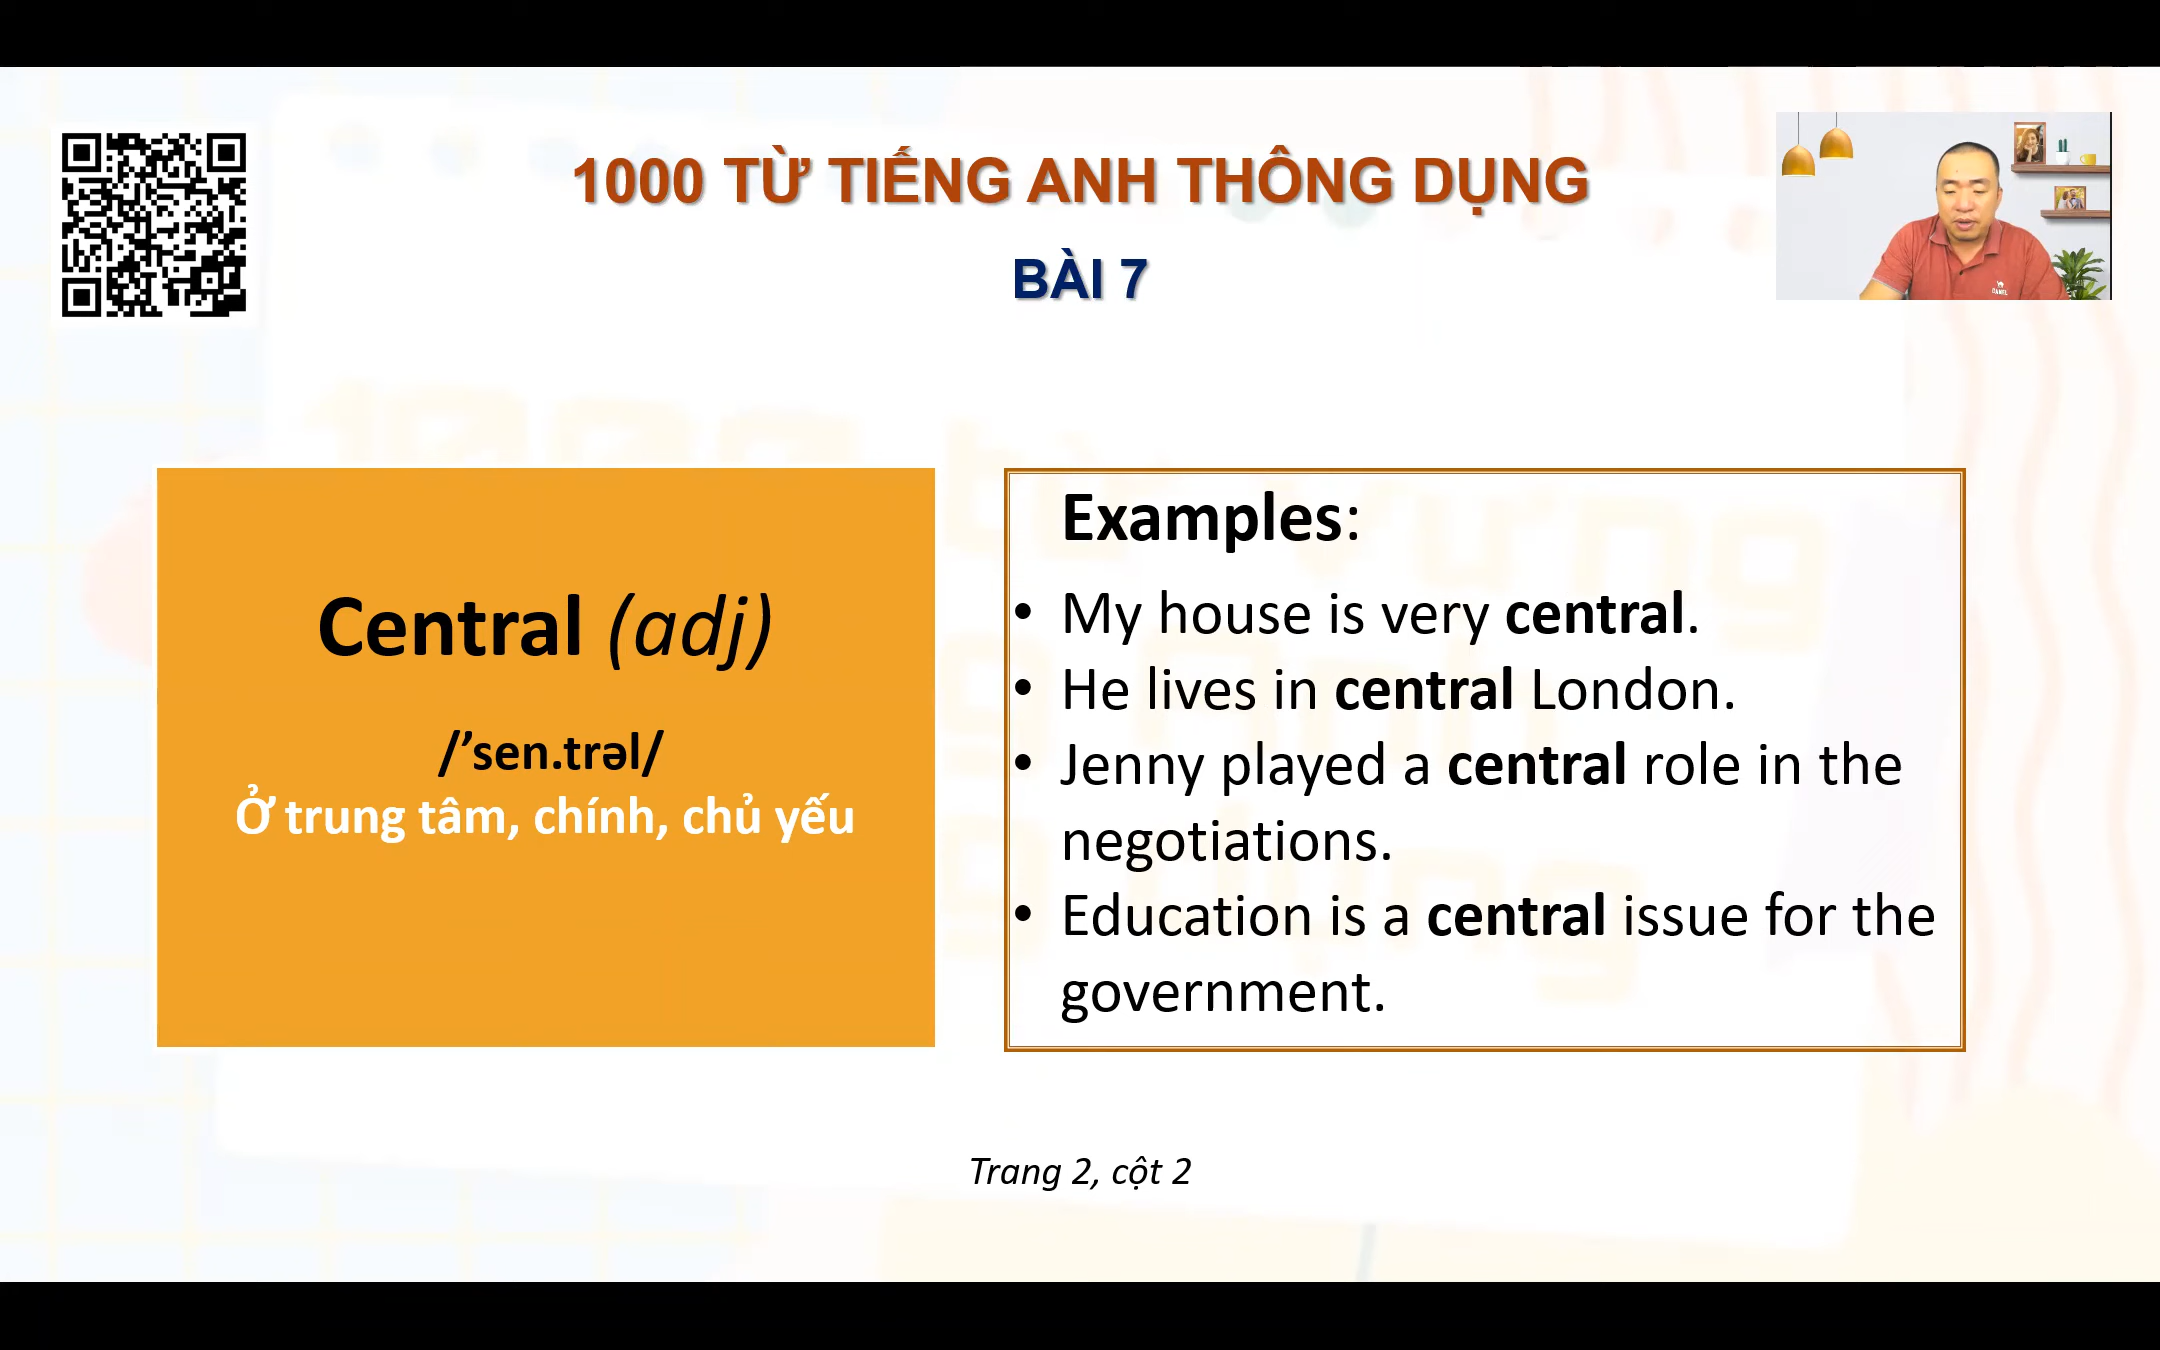 1000 TỪ TIẾNG ANH THÔNG DỤNG
BÀI 7
Central (adj)
/’sen.trəl/
Ở trung tâm, chính, chủ yếu
Examples:
• My house is very central.
• He lives in central London.
• Jenny played a central role in the
negotiations.
• Education is a central issue for the
government.
Trang 2, cột 2